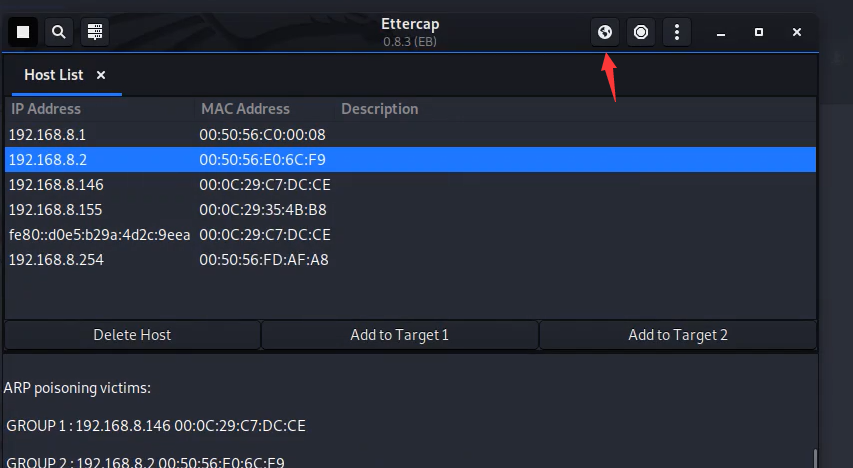 Ettercap
0.8.3 (EB)
Host List ×
IP Address MAC Address Description
192.168.8.1 00:50:56:C0:00:08
192.168.8.2 00:50:56:E0:6C:F9
192.168.8.146 00:0C:29:C7:DC:CE
192.168.8.155 00:0C:29:35:4B:B8
fe80::d0e5:b29a:4d2c:9eea 00:0C:29:C7:DC:CE
192.168.8.254 00:50:56:FD:AF:A8
Delete Host Add to Target 1 Add to Target 2
ARP poisoning victims:
GROUP 1 : 192.168.8.146 00:0C:29:C7:DC:CE
GROUP 2 : 192.168.8.2 00:50:56:E0:6C:F9